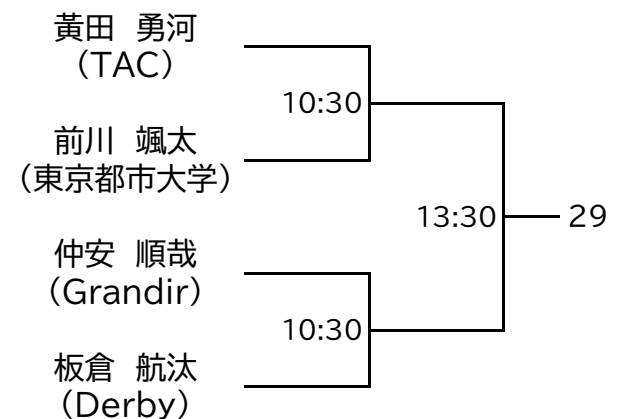 黃田 勇河
（TAC）
10:30
前川 颯太
（東京都市大学）
13:30
29
仲安 順哉
（Grandir）
10:30
板倉 航汰
（Derby）